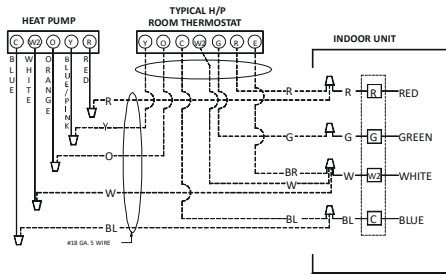 HEAT PUMP
TYPICAL H/P
ROOM THERMOSTAT
INDOOR UNIT
C W2 O Y R
Y O C W2 G R E
BLUE
WHITE
ORANGE
BLUE/PINK
RED
R R R R RED
Y
G G G GREEN
O
BR
W W W2 WHITE
W
BL BL BL C BLUE
#18 GA. 5 WIRE